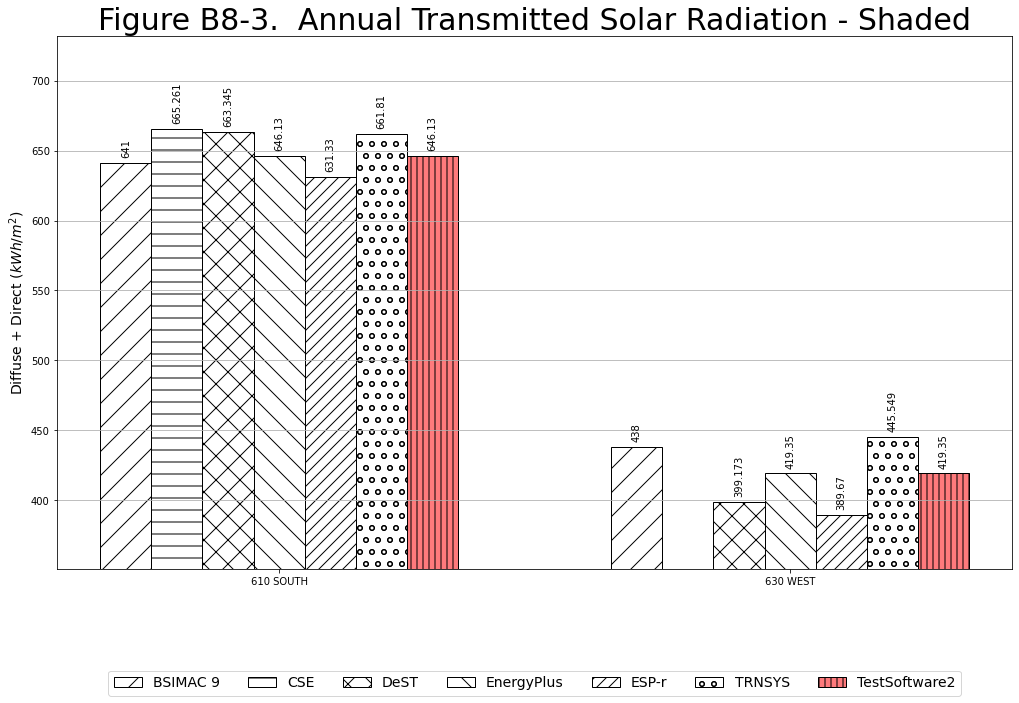 Figure B8-3.  Annual Transmitted Solar Radiation - Shaded
Diffuse + Direct (kWh/m²)
700
650
600
550
500
450
400
641
665.261
663.345
646.13
631.33
661.81
646.13
438
399.173
419.35
389.67
445.549
419.35
610 SOUTH
630 WEST
BSIMAC 9
CSE
DeST
EnergyPlus
ESP-r
TRNSYS
TestSoftware2